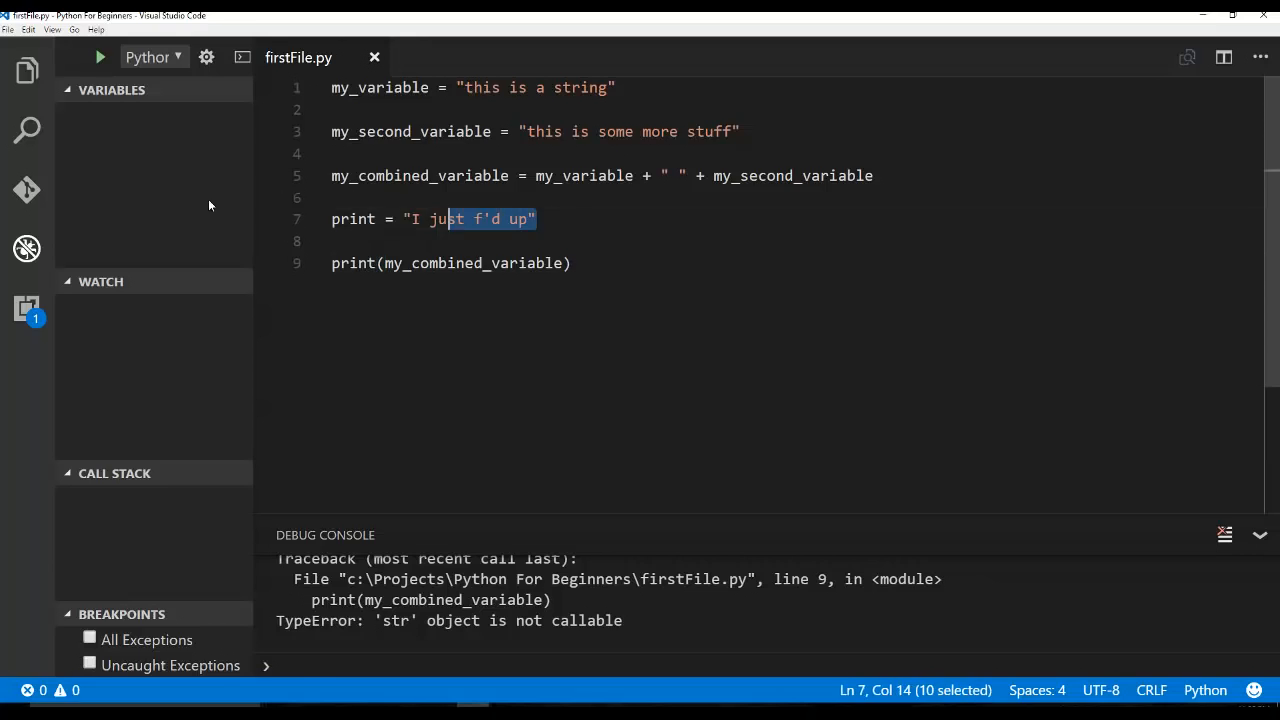 firstFile.py - Python For Beginners - Visual Studio Code
File Edit View Go Help
Python
firstFile.py
VARIABLES
1 my_variable = "this is a string"
2
3 my_second_variable = "this is some more stuff"
4
5 my_combined_variable = my_variable + " " + my_second_variable
6
7 print = "I just f'd up"
8
9 print(my_combined_variable)
WATCH
CALL STACK
BREAKPOINTS
All Exceptions
Uncaught Exceptions
1
DEBUG CONSOLE
Traceback (most recent call last):
File "c:\Projects\Python For Beginners\firstFile.py", line 9, in <module>
print(my_combined_variable)
TypeError: 'str' object is not callable
0 0 Ln 7, Col 14 (10 selected) Spaces: 4 UTF-8 CRLF Python